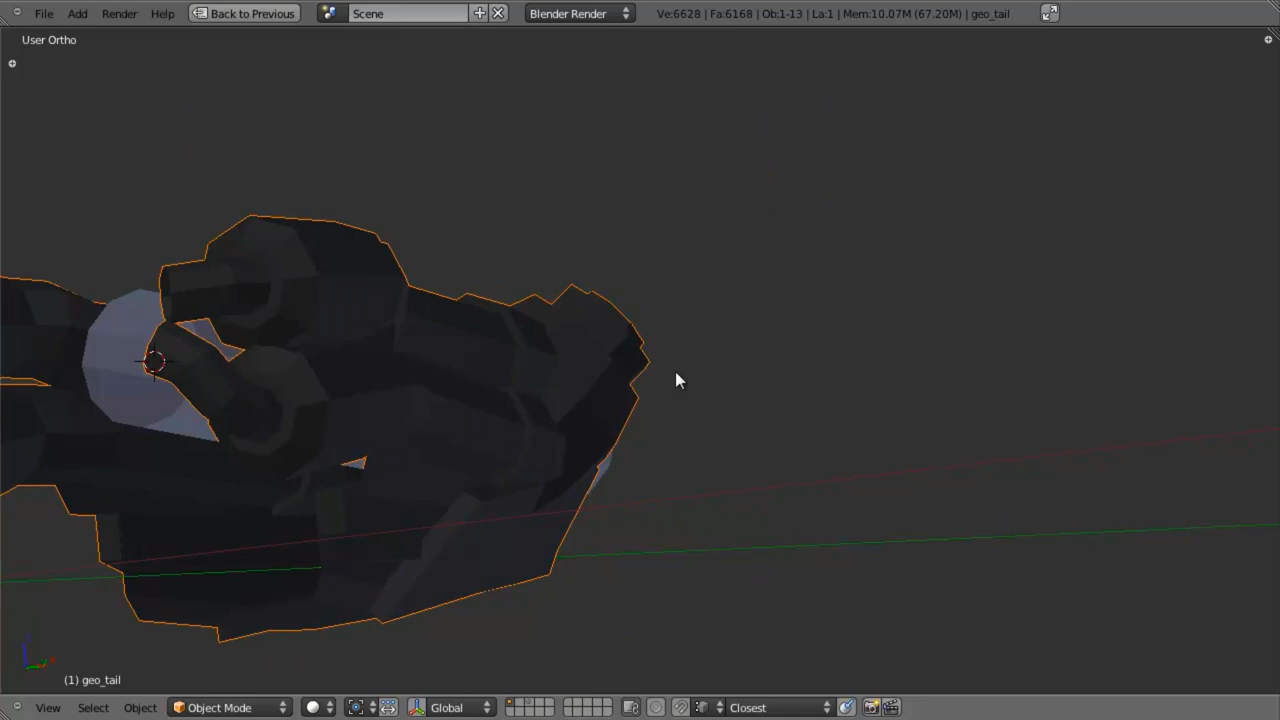 File Add Render Help Back to Previous Scene Blender Render Ve:6628 | Fa:6168 | Ob:1-13 | La:1 | Mem:10.07M (67.20M) | geo_tail
User Ortho
(1) geo_tail
View Select Object Object Mode Global Closest